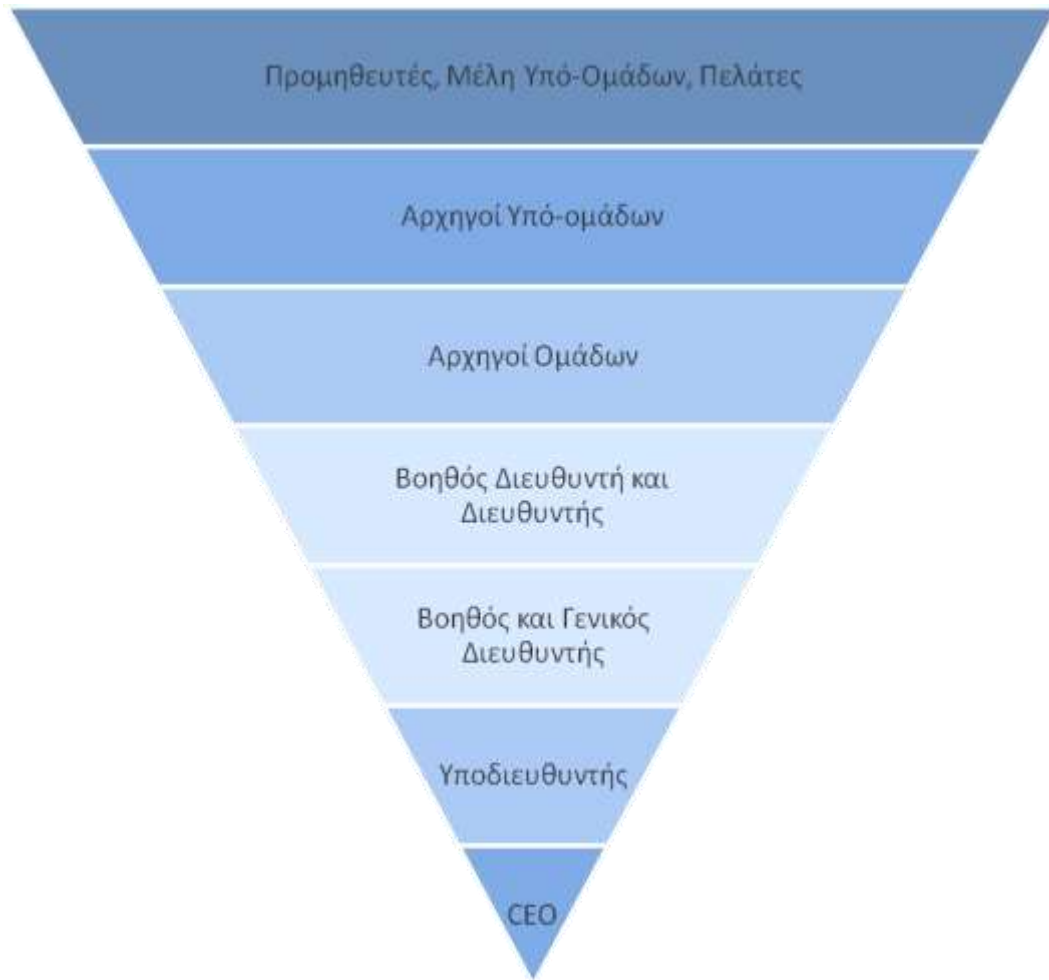 Προμηθευτές, Μέλη Υπό-Ομάδων, Πελάτες
Αρχηγοί Υπό-ομάδων
Αρχηγοί Ομάδων
Βοηθός Διευθυντή και
Διευθυντής
Βοηθός και Γενικός
Διευθυντής
Υποδιευθυντής
CEO